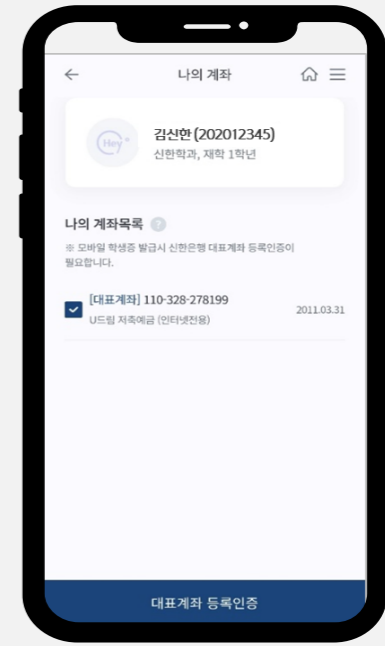 나의 계좌
Hey
김신한 (202012345)
신한학과, 재학 1학년
나의 계좌목록 ?
※ 모바일 학생증 발급시 신한은행 대표계좌 등록인증이
필요합니다.
[대표계좌] 110-328-278199
2011.03.31
U드림 저축예금 (인터넷전용)
대표계좌 등록인증